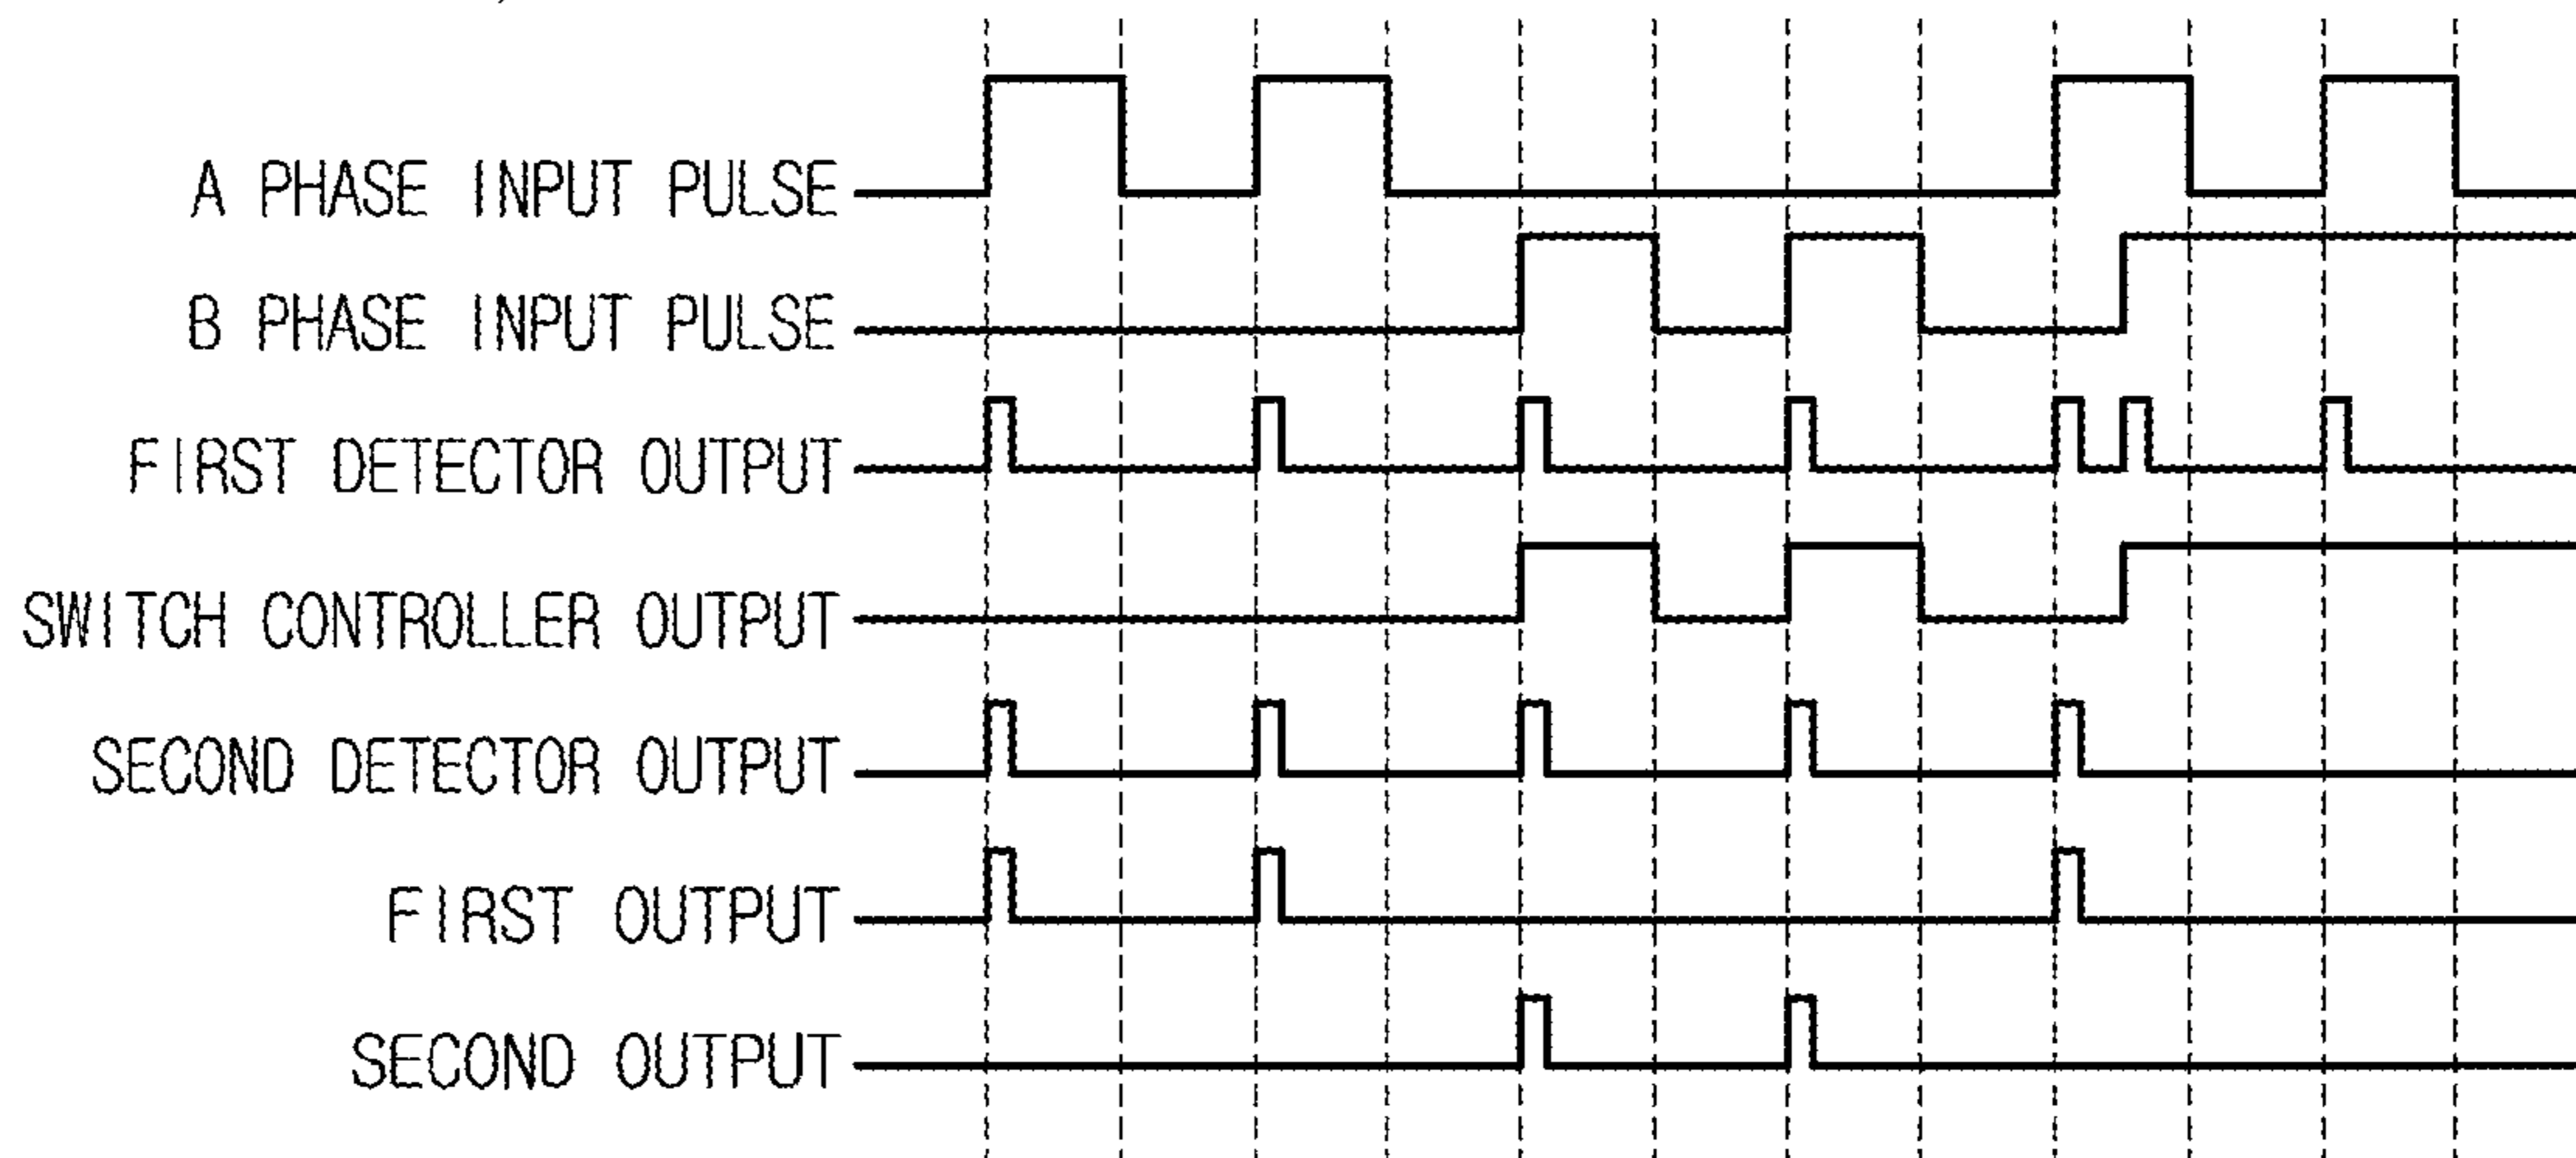 A PHASE INPUT PULSE
B PHASE INPUT PULSE
FIRST DETECTOR OUTPUT
SWITCH CONTROLLER OUTPUT
SECOND DETECTOR OUTPUT
FIRST OUTPUT
SECOND OUTPUT